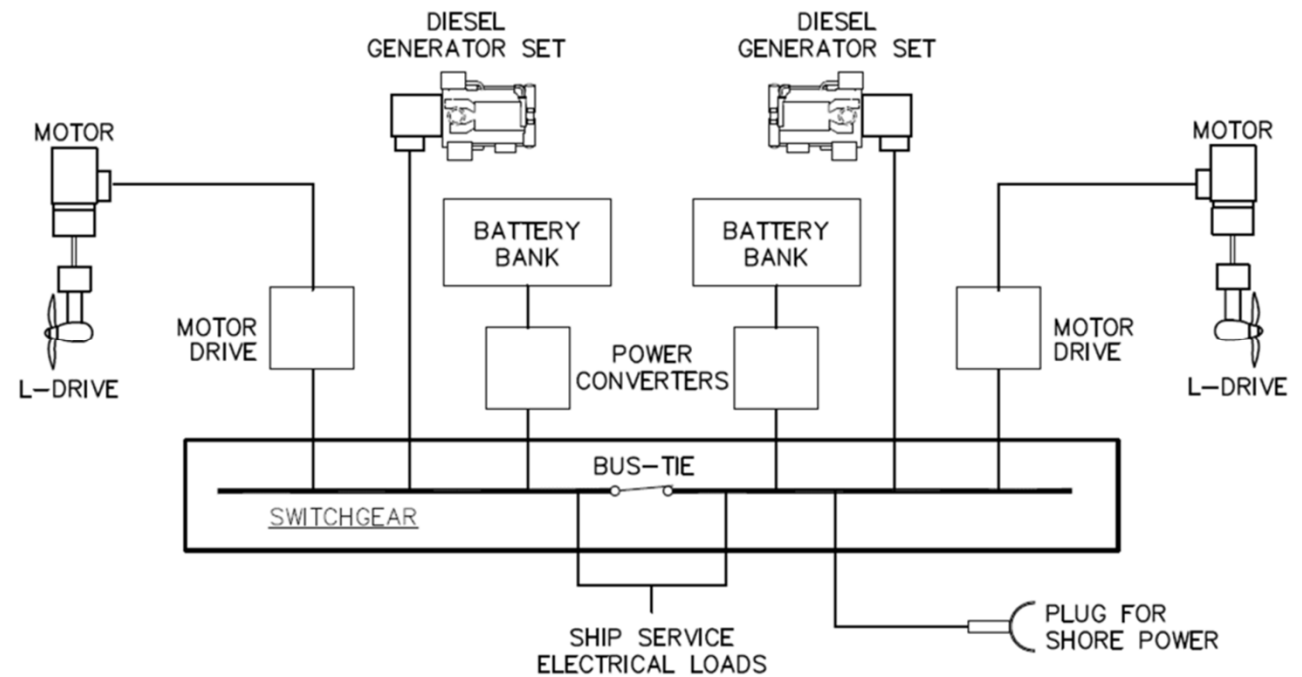 DIESEL
GENERATOR SET
DIESEL
GENERATOR SET
MOTOR
MOTOR
BATTERY
BANK
BATTERY
BANK
MOTOR
DRIVE
POWER
CONVERTERS
MOTOR
DRIVE
L-DRIVE
L-DRIVE
BUS-TIE
SWITCHGEAR
SHIP SERVICE
ELECTRICAL LOADS
PLUG FOR
SHORE POWER